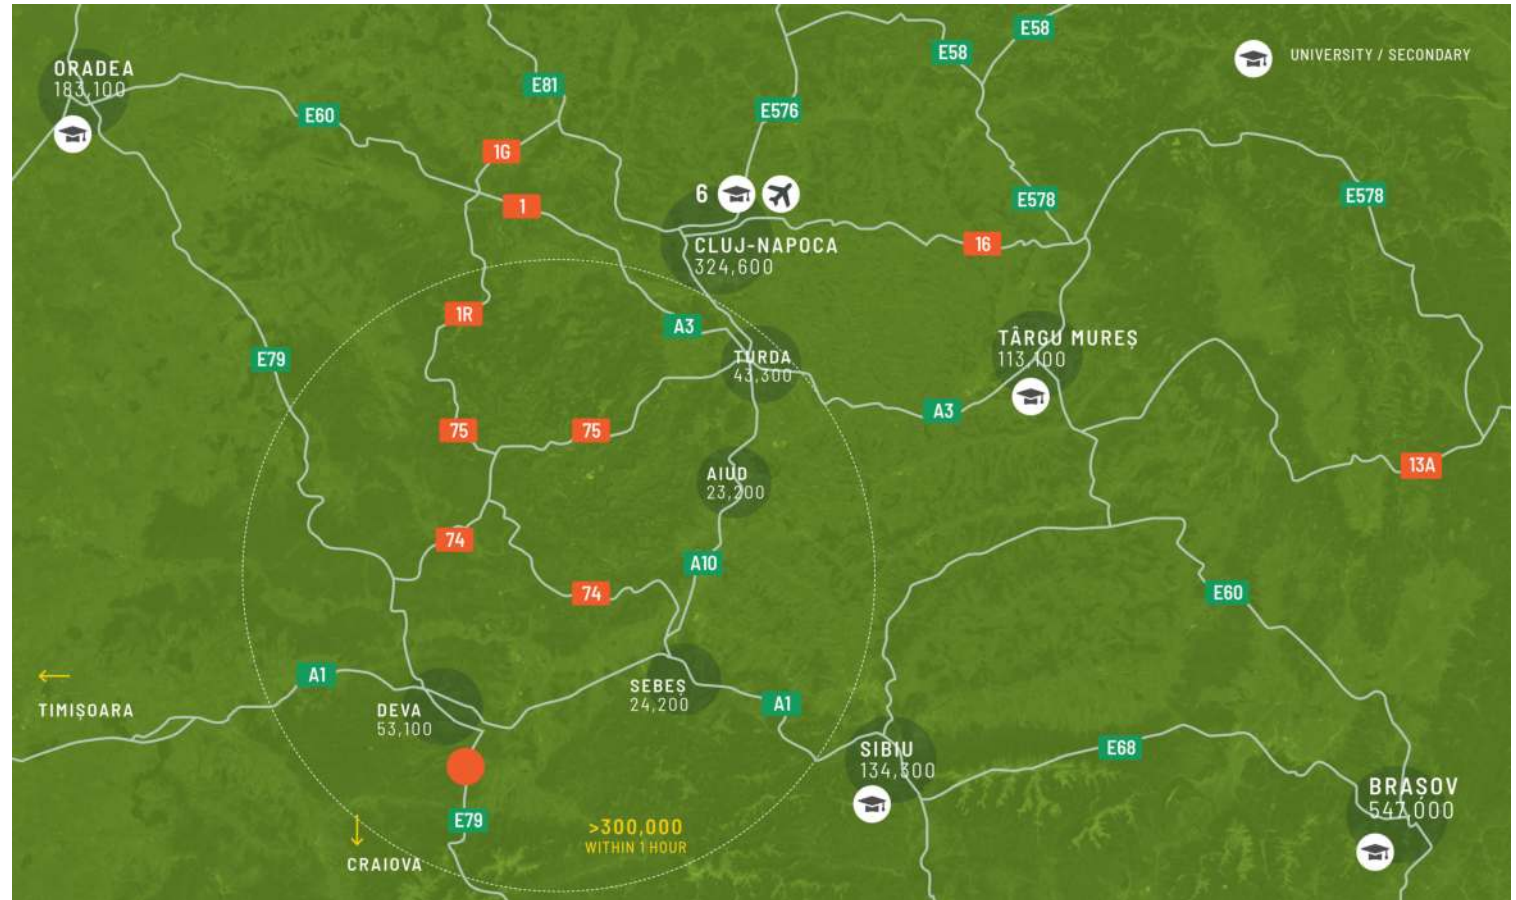 ORADEA
183,100
E60
E81
1G
1
E576
E58
E58
UNIVERSITY / SECONDARY
6
E578
E578
16
CLUJ-NAPOCA
324,600
1R
A3
E79
TURDA
43,300
TÂRGU MUREȘ
113,100
A3
75
75
13A
AIUD
23,200
74
A10
74
E60
A1
TIMIȘOARA
DEVA
53,100
SEBEȘ
24,200
A1
SIBIU
134,300
E68
BRAȘOV
547,000
E79
>300,000
WITHIN 1 HOUR
CRAIOVA